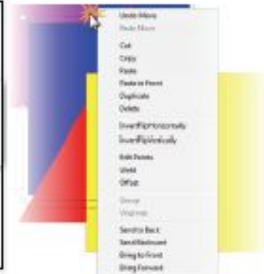 Undo Move
Redo Move
Cut
Copy
Paste
Paste in Front
Duplicate
Delete
Invert/Flip Horizontally
Invert/Flip Vertically
Edit Points
Weld
Offset
Group
Ungroup
Send to Back
Send Backward
Bring to Front
Bring Forward